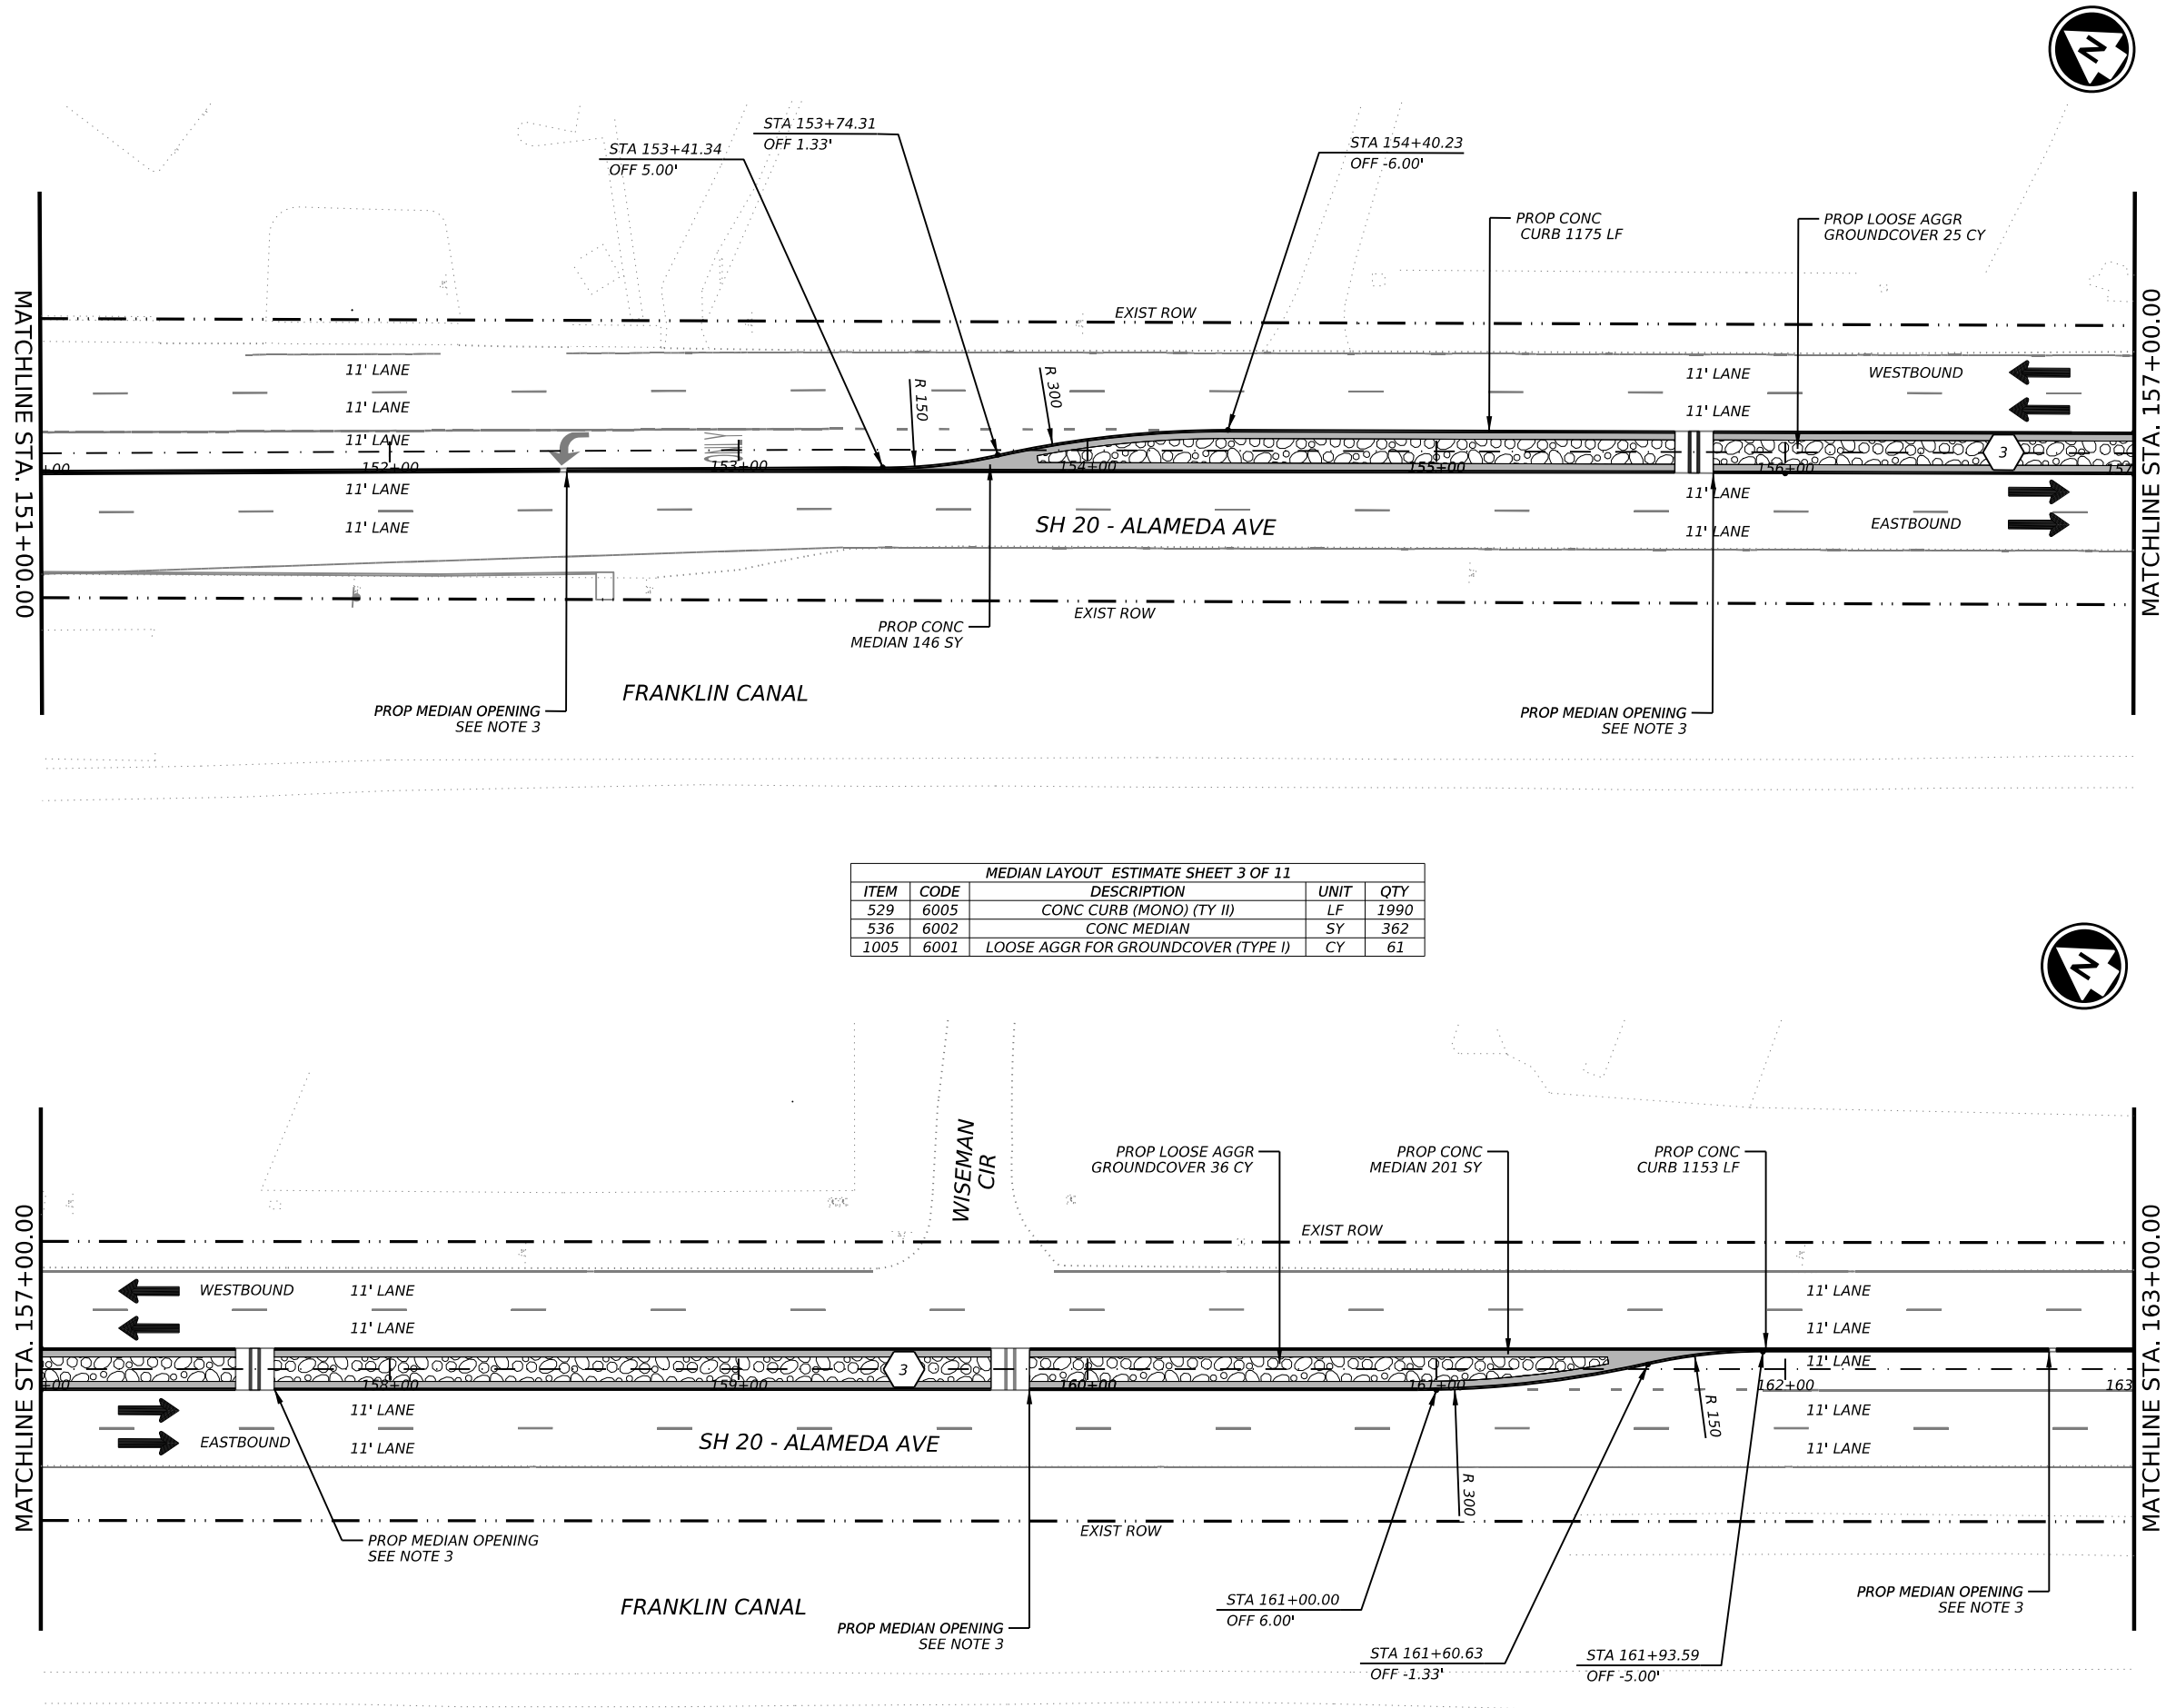 N
STA 153+74.31
OFF 1.33'
STA 153+41.34
OFF 5.00'
STA 154+40.23
OFF -6.00'
PROP CONC
CURB 1175 LF
PROP LOOSE AGGR
GROUNDCOVER 25 CY
MATCHLINE STA. 151+00.00
MATCHLINE STA. 157+00.00
EXIST ROW
11' LANE
11' LANE
11' LANE
11' LANE
11' LANE
R 150
R 300
11' LANE
11' LANE
WESTBOUND
+00
152+00
153+00
154+00
155+00
156+00
157
3
11' LANE
11' LANE
EASTBOUND
SH 20 - ALAMEDA AVE
EXIST ROW
PROP CONC
MEDIAN 146 SY
FRANKLIN CANAL
PROP MEDIAN OPENING
SEE NOTE 3
PROP MEDIAN OPENING
SEE NOTE 3
MEDIAN LAYOUT ESTIMATE SHEET 3 OF 11
ITEM CODE DESCRIPTION UNIT QTY
529 6005 CONC CURB (MONO) (TY II) LF 1990
536 6002 CONC MEDIAN SY 362
1005 6001 LOOSE AGGR FOR GROUNDCOVER (TYPE I) CY 61
N
WISEMAN
CIR
PROP LOOSE AGGR
GROUNDCOVER 36 CY
PROP CONC
MEDIAN 201 SY
PROP CONC
CURB 1153 LF
MATCHLINE STA. 157+00.00
MATCHLINE STA. 163+00.00
EXIST ROW
WESTBOUND
11' LANE
11' LANE
11' LANE
11' LANE
11' LANE
+00
158+00
159+00
160+00
161+00
162+00
163
3
11' LANE
11' LANE
EASTBOUND
11' LANE
11' LANE
SH 20 - ALAMEDA AVE
R 150
R 300
EXIST ROW
PROP MEDIAN OPENING
SEE NOTE 3
FRANKLIN CANAL
PROP MEDIAN OPENING
SEE NOTE 3
PROP MEDIAN OPENING
SEE NOTE 3
STA 161+00.00
OFF 6.00'
STA 161+60.63
OFF -1.33'
STA 161+93.59
OFF -5.00'